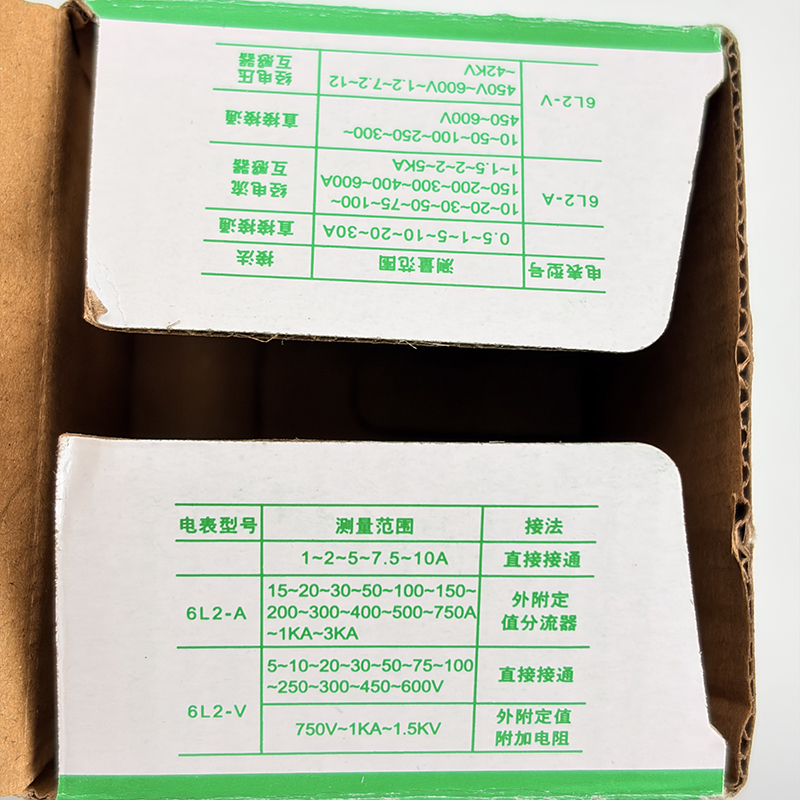 电表型号 测量范围 接法
0.5~1~5~10~20~30A 直接接通
6L2-A
10~20~30~50~75~100~
150~200~300~400~600A
1~1.5~2~2~5KA
经电流
互感器
6L2-V
10~50~100~250~300~
450~600V
直接接通
450V~600V~1.2~7.2~12
~42KV
经电压
互感器
电表型号 测量范围 接法
1~2~5~7.5~10A 直接接通
6L2-A
15~20~30~50~100~150~
200~300~400~500~750A
~1KA~3KA
外附定
值分流器
6L2-V
5~10~20~30~50~75~100
~250~300~450~600V
直接接通
750V~1KA~1.5KV
外附定值
附加电阻